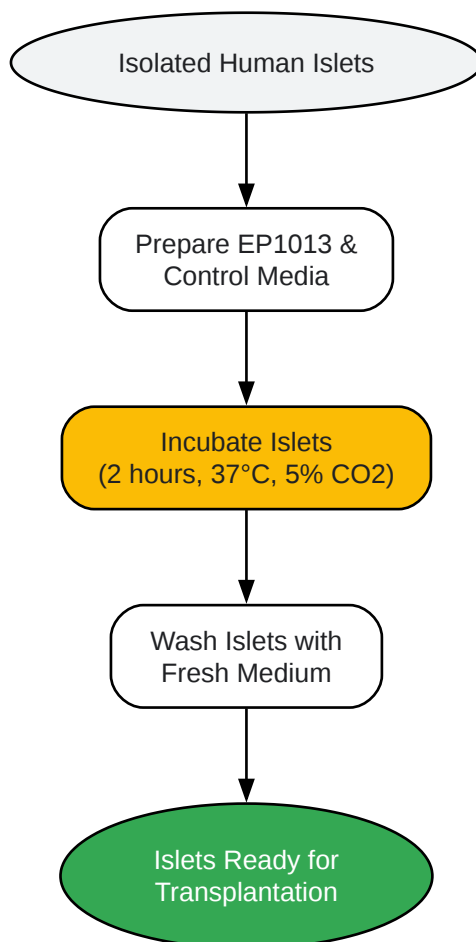 Isolated Human Islets
Prepare EP1013 &
Control Media
Incubate Islets
(2 hours, 37°C, 5% CO2)
Wash Islets with
Fresh Medium
Islets Ready for
Transplantation